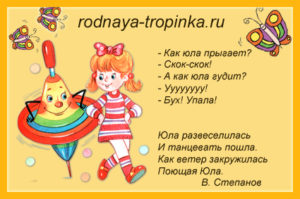 rodnaya-tropinka.ru
- Как юла прыгает?
- Скок-скок!
- А как юла гудит?
- Ууууууу!
- Бух! Упала!
Юла развеселилась
И танцевать пошла.
Как ветер закружилась
Поющая Юла.
В. Степанов